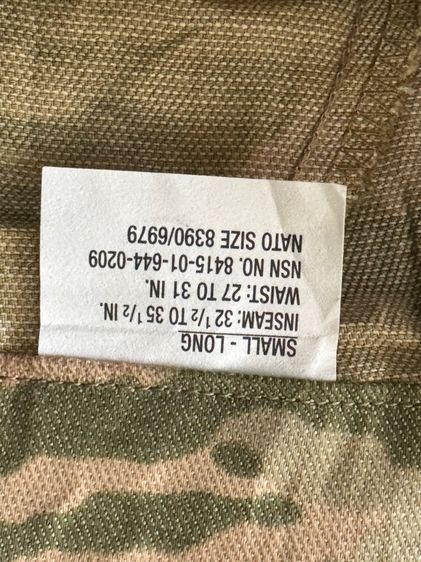 SMALL - LONG
INSEAM: 32 1/2 TO 35 1/2 IN.
WAIST: 27 TO 31 IN.
NSN NO. 8415-01-644-0209
NATO SIZE 8390/6979